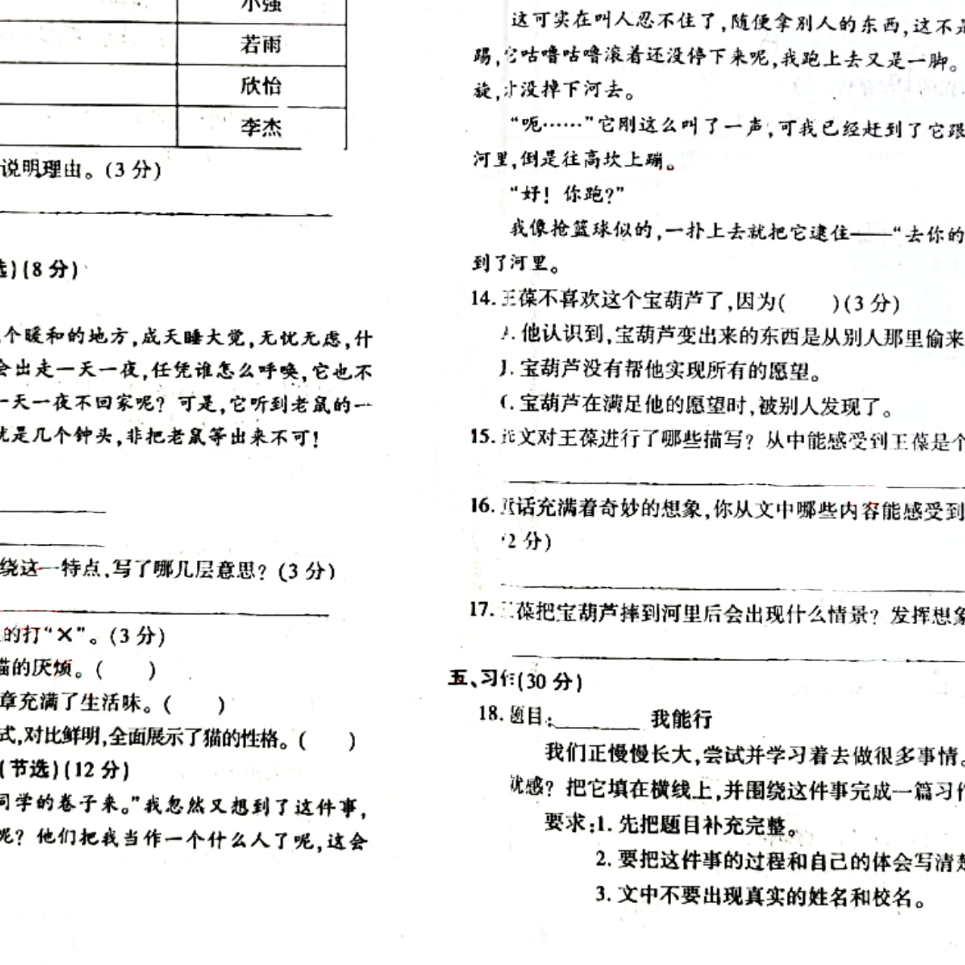 小强
若雨
欣怡
李杰
说明理由。(3分)
选)(8分)
个暖和的地方,成天睡大觉,无忧无虑,什
会出走一天一夜,任凭谁怎么呼唤,它也不
一天一夜不回家呢?可是,它听到老鼠的一
就是几个钟头,非把老鼠等出来不可!
绕这一特点,写了哪几层意思?(3分)
的打“×”。(3分)
猫的厌烦。( )
章充满了生活味。( )
式,对比鲜明,全面展示了猫的性格。( )
(节选)(12分)
同学的卷子来。”我忽然又想到了这件事,
呢?他们把我当作一个什么人了呢,这会
这可实在叫人忍不住了,随便拿别人的东西,这不是
踢,它咕噜咕噜滚着还没停下来呢,我跑上去又是一脚。
旋,才没掉下河去。
“呃……”它刚这么叫了一声,可我已经赶到了它跟
河里,倒是往高坎上蹦。
“好!你跑?”
我像抢篮球似的,一扑上去就把它逮住——“去你的
到了河里。
14.王葆不喜欢这个宝葫芦了,因为( )(3分)
A.他认识到,宝葫芦变出来的东西是从别人那里偷来
B.宝葫芦没有帮他实现所有的愿望。
C.宝葫芦在满足他的愿望时,被别人发现了。
15.短文对王葆进行了哪些描写?从中能感受到王葆是个
16.童话充满着奇妙的想象,你从文中哪些内容能感受到
(2分)
17.王葆把宝葫芦摔到河里后会出现什么情景?发挥想象
五、习作(30分)
18.题目:______我能行
我们正慢慢长大,尝试并学习着去做很多事情。
就感?把它填在横线上,并围绕这件事完成一篇习作
要求:1.先把题目补充完整。
2.要把这件事的过程和自己的体会写清楚
3.文中不要出现真实的姓名和校名。